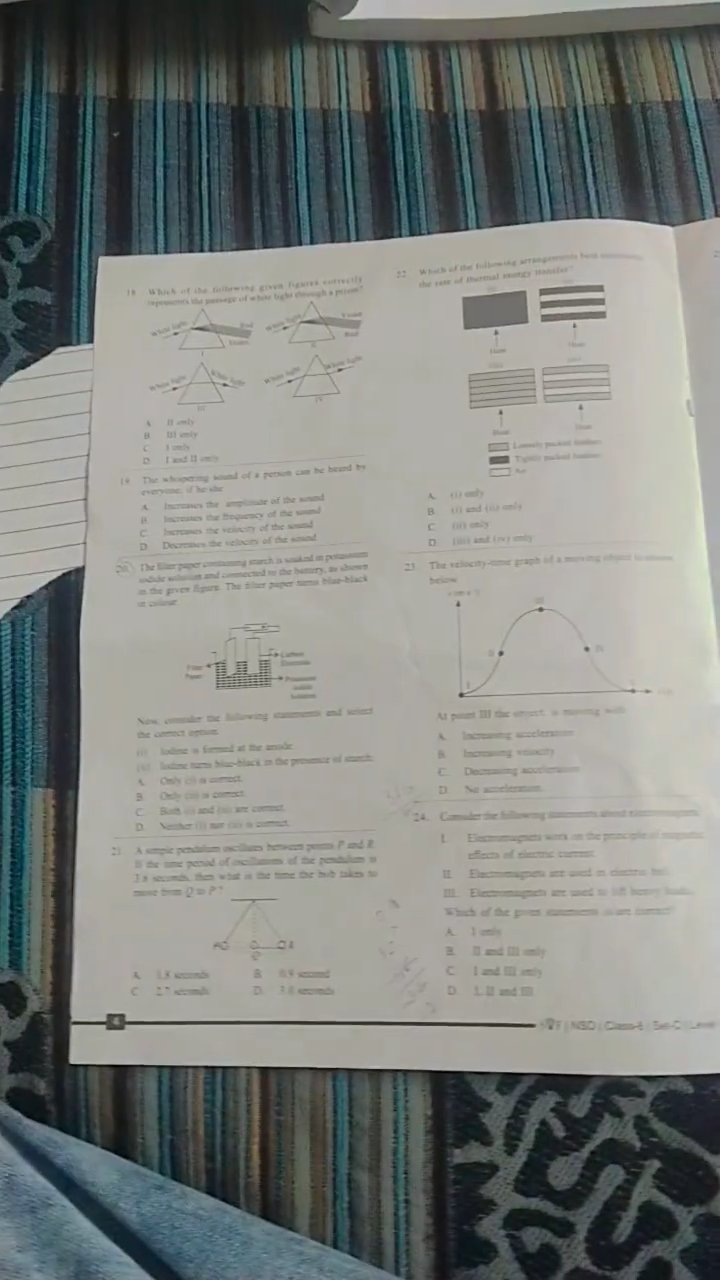 18. Which of the following given figures correctly
represents the passage of white light through a prism?
White light
Red
Violet
I
White light
Violet
Red
II
White light
White light
III
White light
White light
IV
A. II only
B. III only
C. I only
D. I and II only
19. The whispering sound of a person can be heard by
everyone, if he/she
A. Increases the amplitude of the sound
B. Increases the frequency of the sound
C. Increases the velocity of the sound
D. Decreases the velocity of the sound
20. The filter paper containing starch is soaked in potassium
iodide solution and connected to the battery, as shown
in the given figure. The filter paper turns blue-black
in colour.
Filter
Paper
Carbon
Electrode
Potassium
iodide
solution
Now, consider the following statements and select
the correct option.
(i) Iodine is formed at the anode.
(ii) Iodine turns blue-black in the presence of starch.
A. Only (i) is correct.
B. Only (ii) is correct.
C. Both (i) and (ii) are correct.
D. Neither (i) nor (ii) is correct.
21. A simple pendulum oscillates between points P and R.
If the time period of oscillations of the pendulum is
3.6 seconds, then what is the time the bob takes to
move from Q to P?
A. 1.8 seconds
B. 0.9 second
C. 2.7 seconds
D. 3.6 seconds
22. Which of the following arrangements best
the rate of thermal energy transfer?
Heat
Heat
Heat
Heat
Loosely packed
Tightly packed
Air
A. (i) only
B. (i) and (ii) only
C. (ii) only
D. (iii) and (iv) only
23. The velocity-time graph of a moving object is
below.
I
II
III
IV
V
At point III the object, is moving with
A. Increasing acceleration
B. Increasing velocity
C. Decreasing acceleration
D. No acceleration.
24. Consider the following statements about electromagnets.
I. Electromagnets work on the principle of magnetic
effects of electric current.
II. Electromagnets are used in electric bell.
III. Electromagnets are used to lift heavy loads.
Which of the given statements is/are correct?
A. I only
B. II and III only
C. I and III only
D. I, II and III
4
| NSO | Class-8 | Set-C | Level